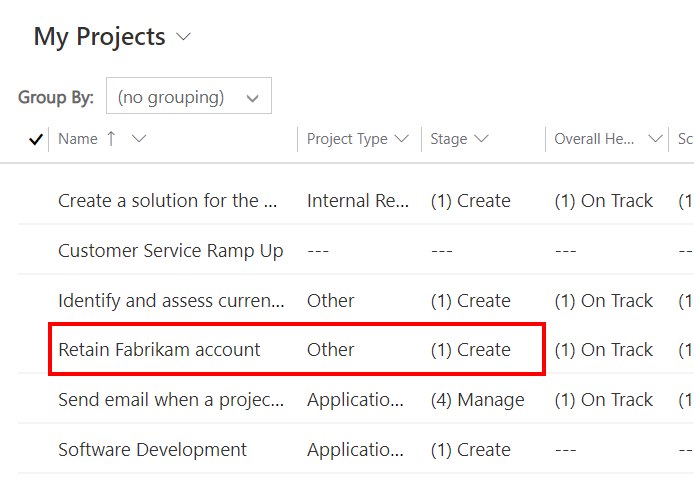 My Projects
Group By: (no grouping)
Name Project Type Stage Overall He... Sc
Create a solution for the ... Internal Re... (1) Create (1) On Track (1
Customer Service Ramp Up --- --- --- --
Identify and assess curren... Other (1) Create (1) On Track (1
Retain Fabrikam account Other (1) Create (1) On Track (1
Send email when a projec... Applicatio... (4) Manage (1) On Track (1
Software Development Applicatio... (1) Create --- --